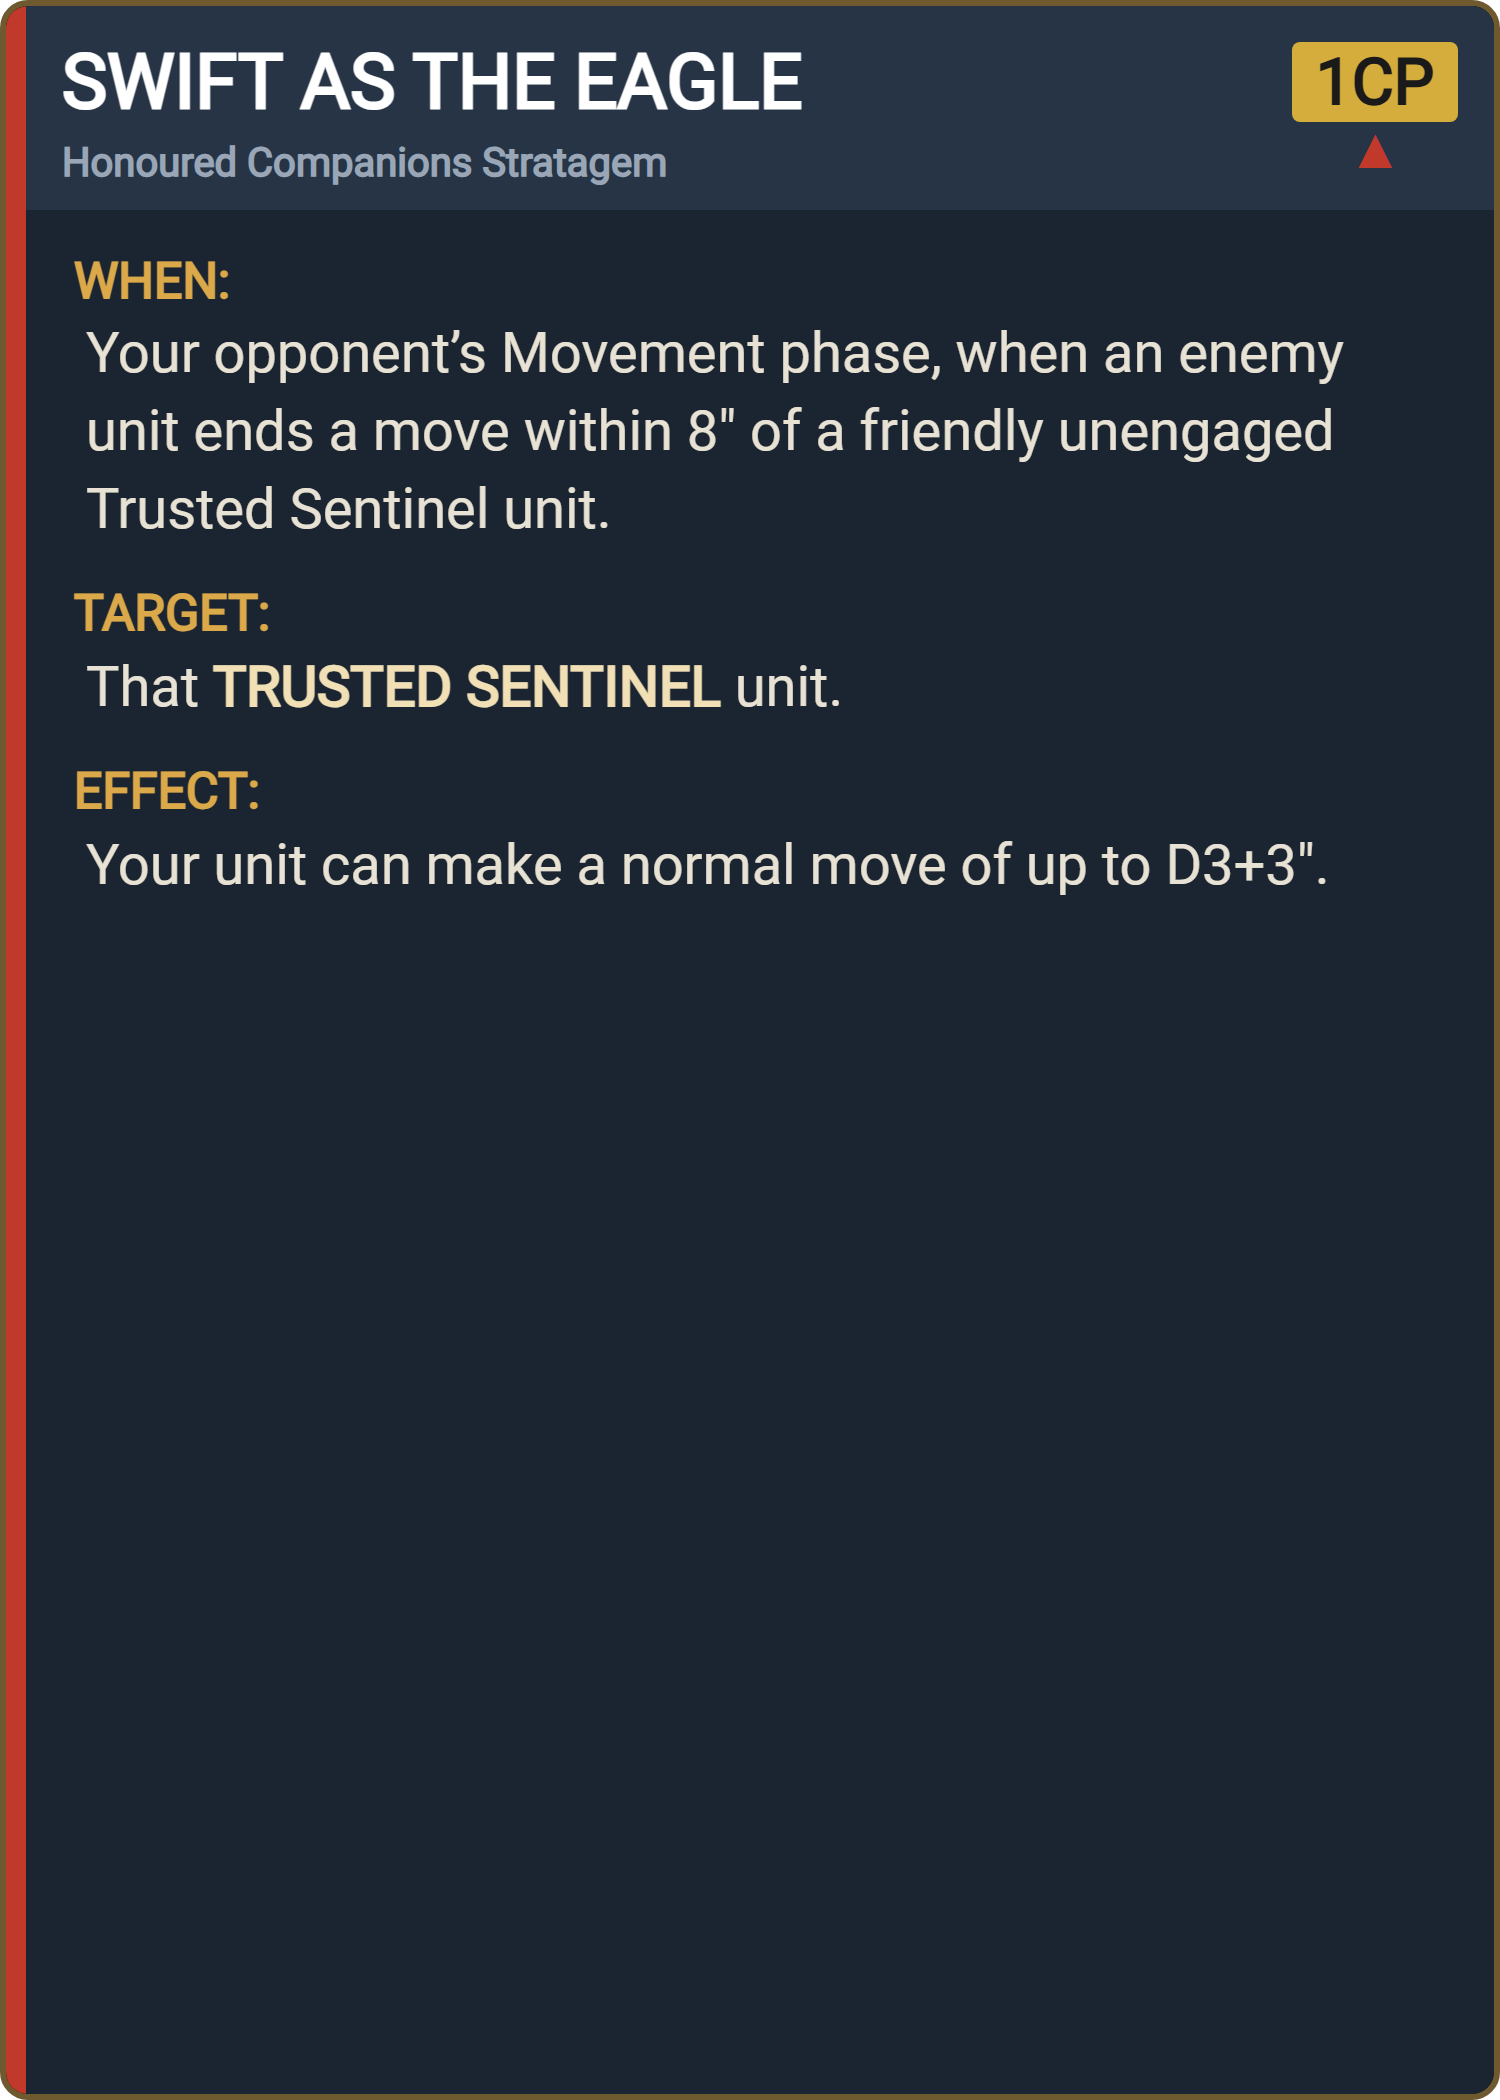 SWIFT AS THE EAGLE
1CP
Honoured Companions Stratagem
WHEN:
Your opponent’s Movement phase, when an enemy
unit ends a move within 8" of a friendly unengaged
Trusted Sentinel unit.
TARGET:
That TRUSTED SENTINEL unit.
EFFECT:
Your unit can make a normal move of up to D3+3".